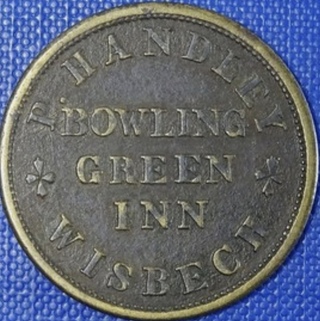 P. HANDLEY
BOWLING
GREEN
INN
WISBECH